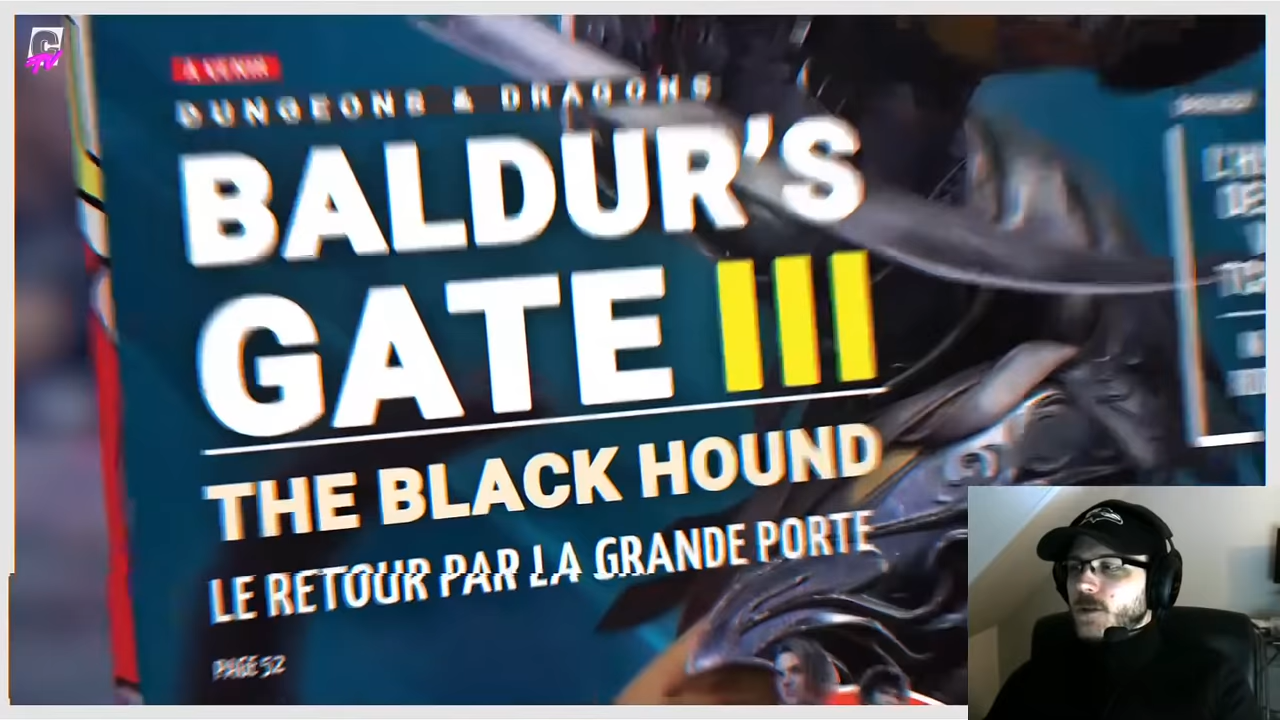 À VENIR
DUNGEONS & DRAGONS
BALDUR'S
GATE III
THE BLACK HOUND
LE RETOUR PAR LA GRANDE PORTE
PAGE 52